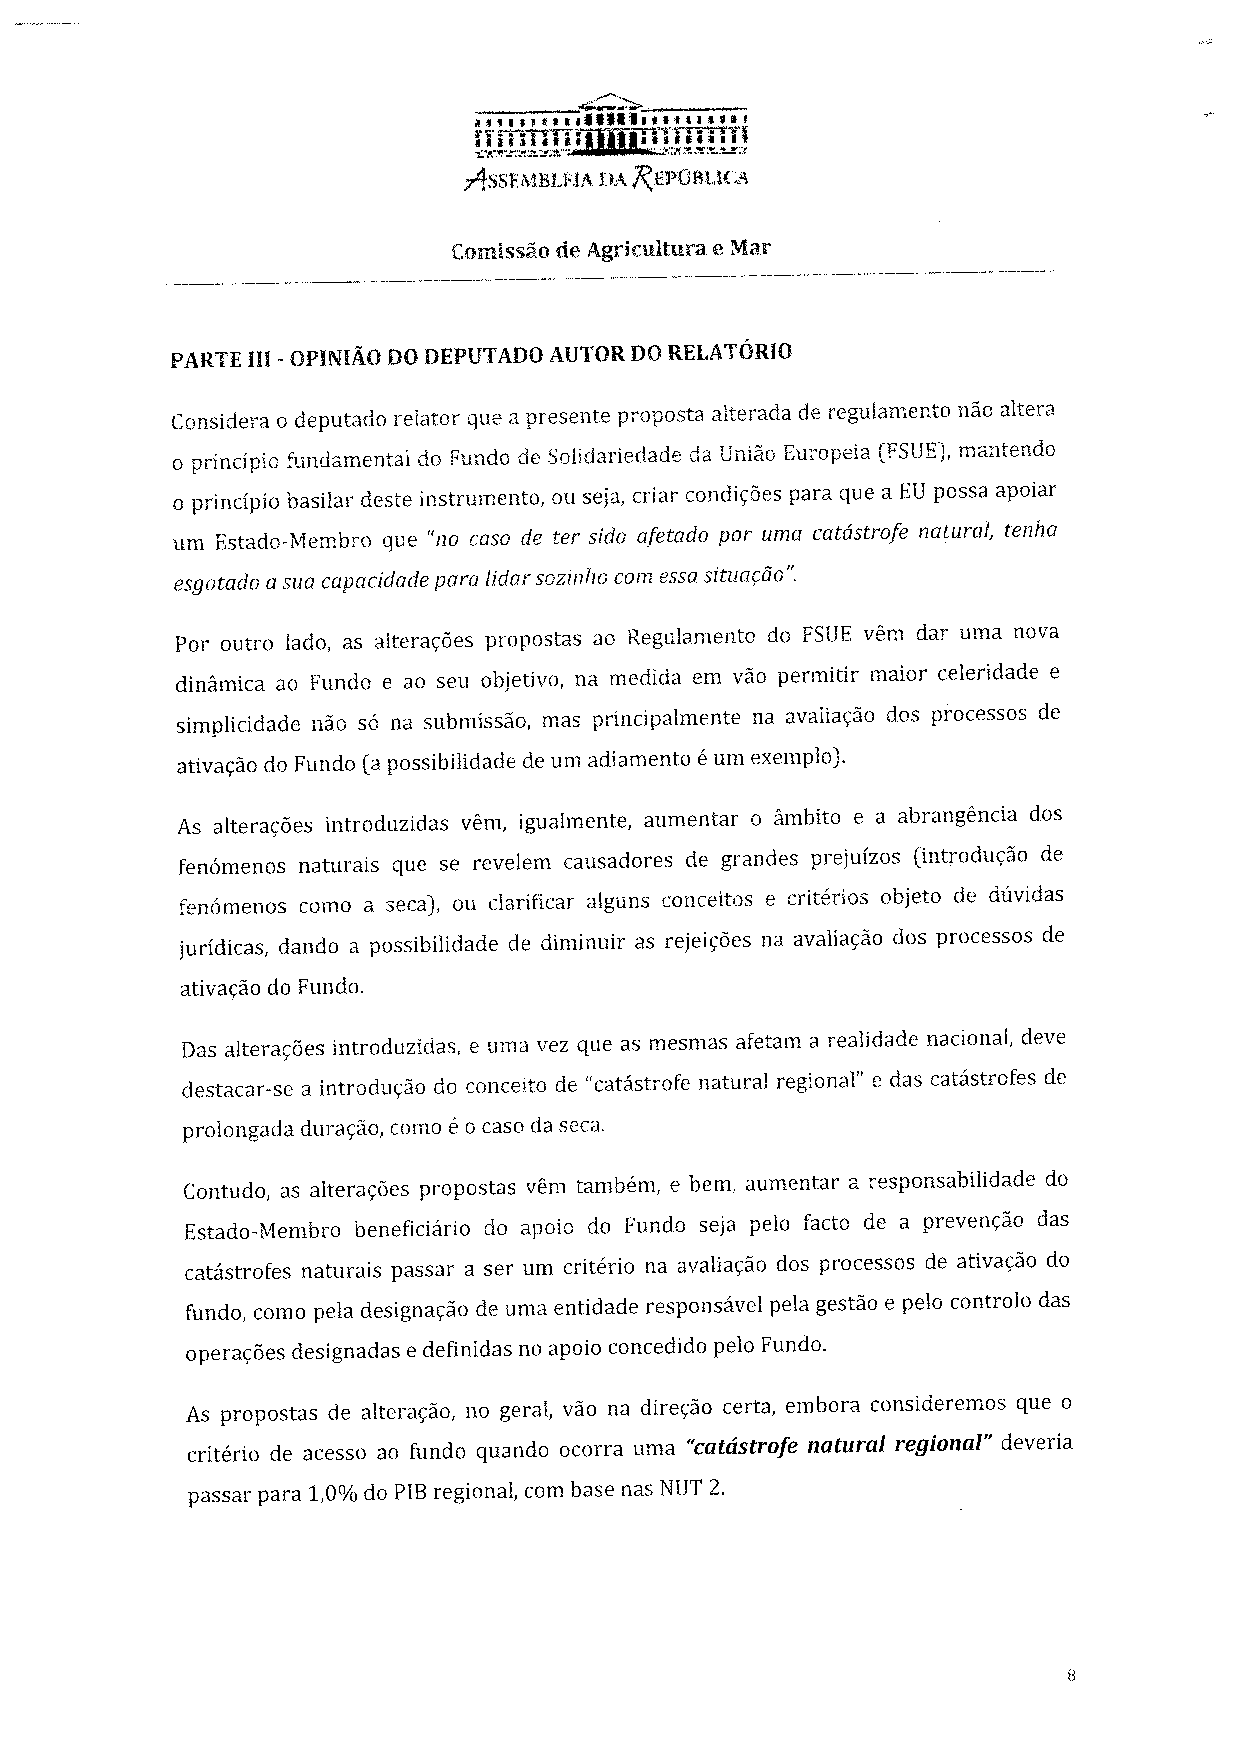 ASSEMBLEIA DA REPÚBLICA
Comissão de Agricultura e Mar
PARTE III - OPINIÃO DO DEPUTADO AUTOR DO RELATÓRIO
Considera o deputado relator que a presente proposta alterada de regulamento não altera
o princípio fundamental do Fundo de Solidariedade da União Europeia (FSUE), mantendo
o princípio basilar deste instrumento, ou seja, criar condições para que a EU possa apoiar
um Estado-Membro que "no caso de ter sido afetado por uma catástrofe natural, tenha
esgotado a sua capacidade para lidar sozinho com essa situação".
Por outro lado, as alterações propostas ao Regulamento do FSUE vêm dar uma nova
dinâmica ao Fundo e ao seu objetivo, na medida em vão permitir maior celeridade e
simplicidade não só na submissão, mas principalmente na avaliação dos processos de
ativação do Fundo (a possibilidade de um adiamento é um exemplo).
As alterações introduzidas vêm, igualmente, aumentar o âmbito e a abrangência dos
fenómenos naturais que se revelem causadores de grandes prejuízos (introdução de
fenómenos como a seca), ou clarificar alguns conceitos e critérios objeto de dúvidas
jurídicas, dando a possibilidade de diminuir as rejeições na avaliação dos processos de
ativação do Fundo.
Das alterações introduzidas, e uma vez que as mesmas afetam a realidade nacional, deve
destacar-se a introdução do conceito de "catástrofe natural regional" e das catástrofes de
prolongada duração, como é o caso da seca.
Contudo, as alterações propostas vêm também, e bem, aumentar a responsabilidade do
Estado-Membro beneficiário do apoio do Fundo seja pelo facto de a prevenção das
catástrofes naturais passar a ser um critério na avaliação dos processos de ativação do
fundo, como pela designação de uma entidade responsável pela gestão e pelo controlo das
operações designadas e definidas no apoio concedido pelo Fundo.
As propostas de alteração, no geral, vão na direção certa, embora consideremos que o
critério de acesso ao fundo quando ocorra uma "catástrofe natural regional" deveria
passar para 1,0% do PIB regional, com base nas NUT 2.
8